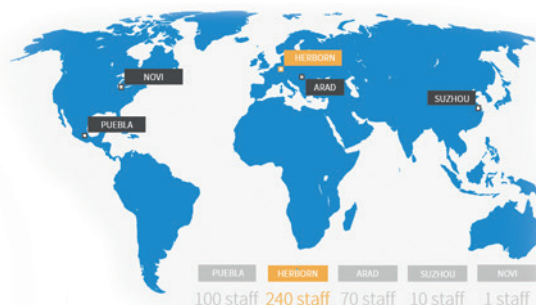 HERBORN
NOVI
ARAD
SUZHOU
PUEBLA
PUEBLA HERBORN ARAD SUZHOU NOVI
100 staff 240 staff 70 staff 10 staff 1 staff